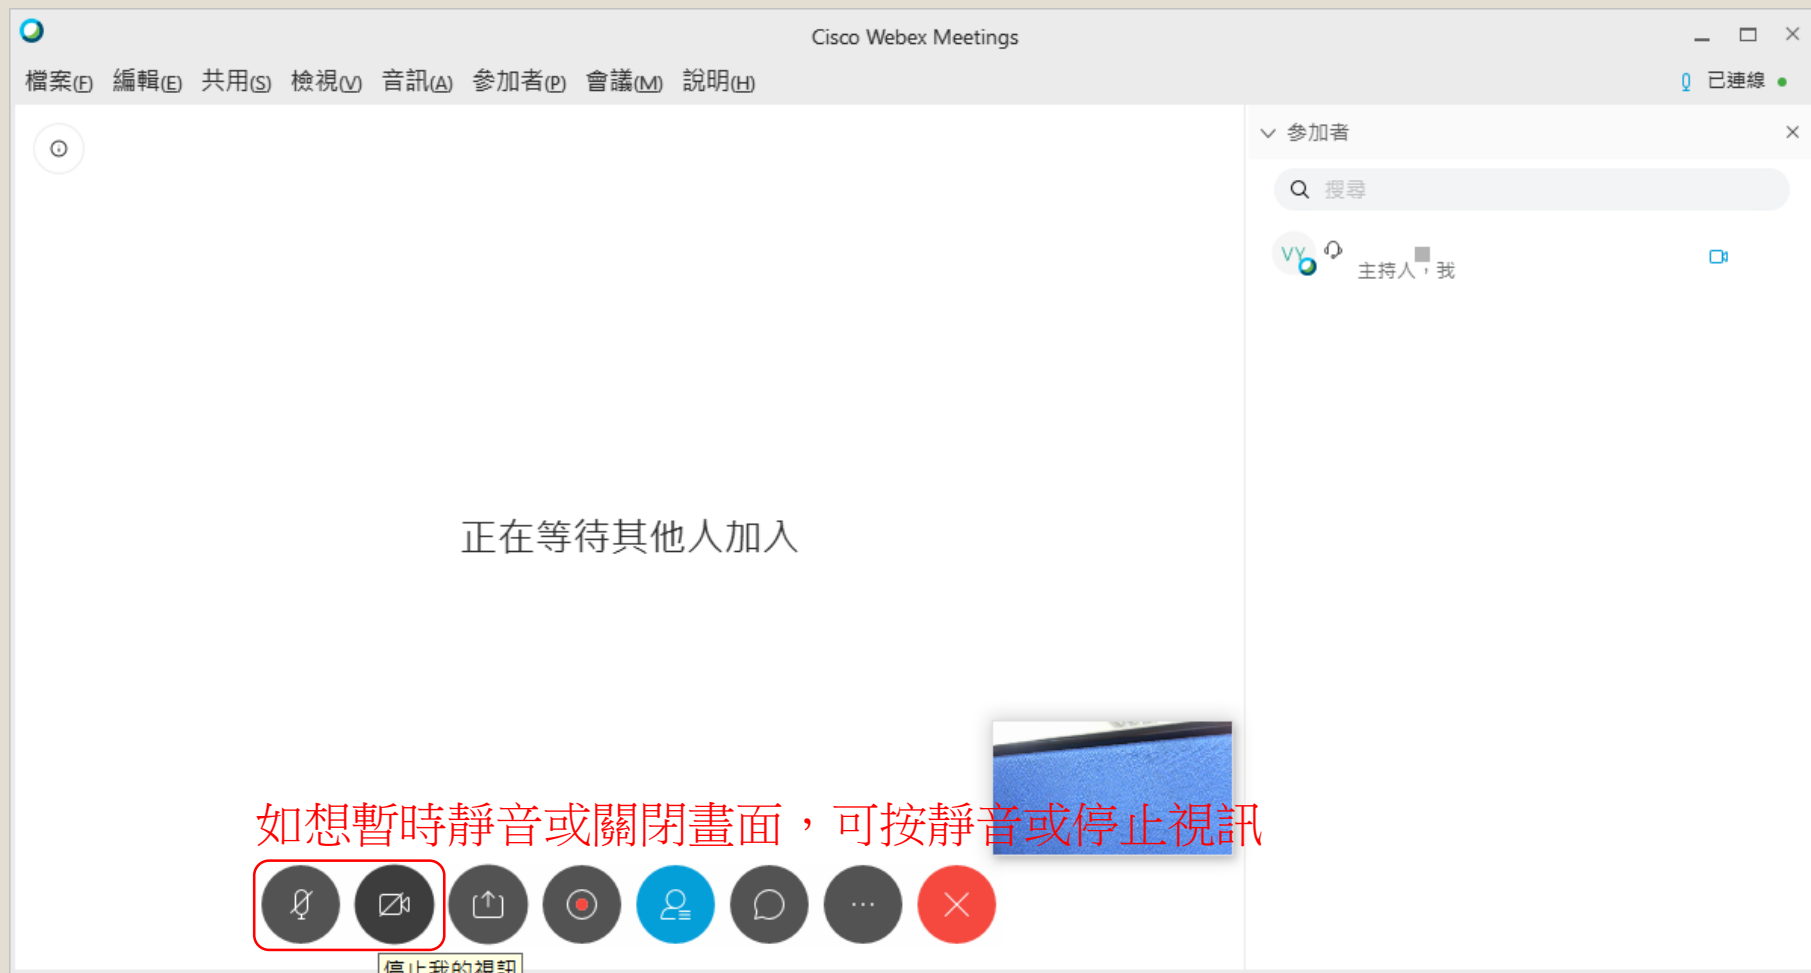 Cisco Webex Meetings
檔案(F) 編輯(E) 共用(S) 檢視(V) 音訊(A) 參加者(P) 會議(M) 說明(H)
已連線
參加者
搜尋
VY
主持人，我
正在等待其他人加入
如想暫時靜音或關閉畫面，可按靜音或停止視訊
停止我的視訊